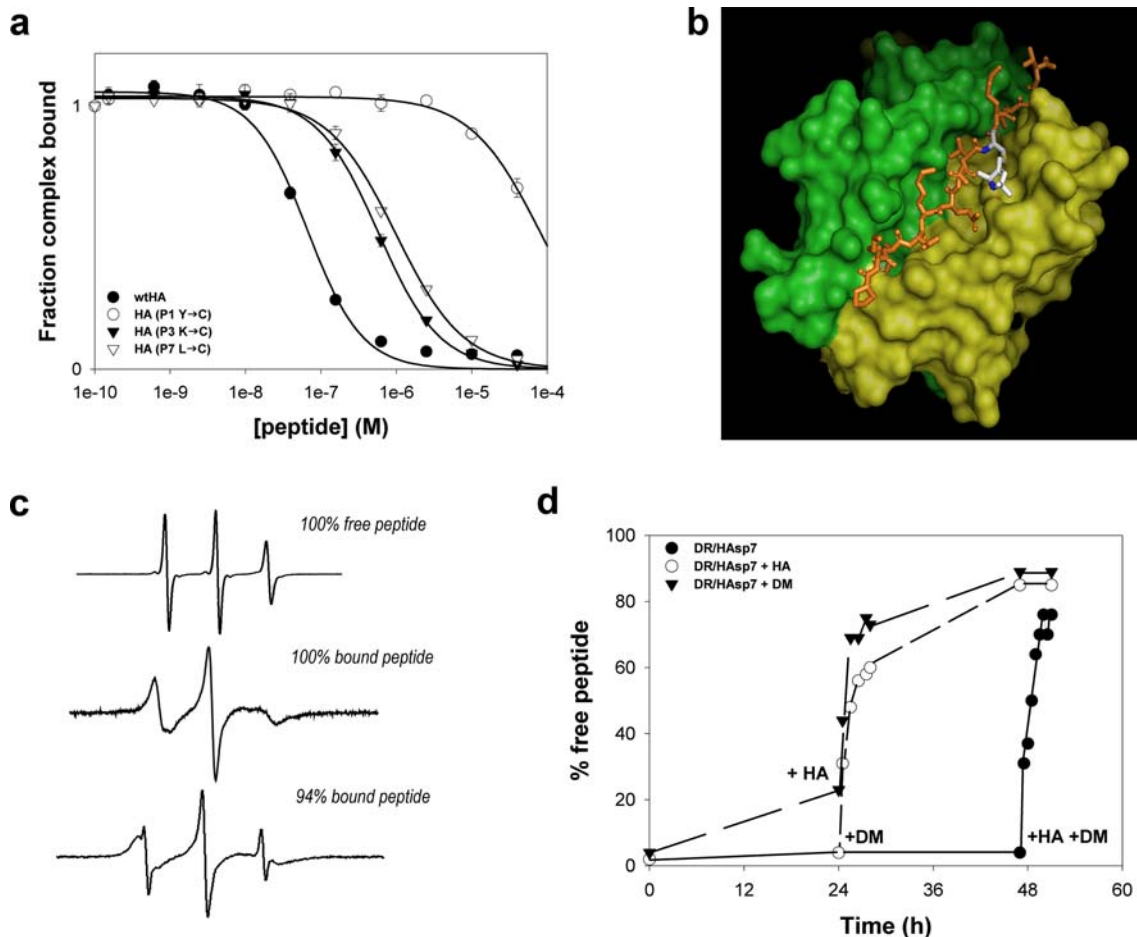 a
Fraction complex bound
1
0
wtHA
HA (P1 Y→C)
HA (P3 K→C)
HA (P7 L→C)
1e-10 1e-9 1e-8 1e-7 1e-6 1e-5 1e-4
[peptide] (M)
b
c
100% free peptide
100% bound peptide
94% bound peptide
d
% free peptide
100
80
60
40
20
0
DR/HAsp7
DR/HAsp7 + HA
DR/HAsp7 + DM
+ HA
+DM
+HA +DM
0 12 24 36 48 60
Time (h)